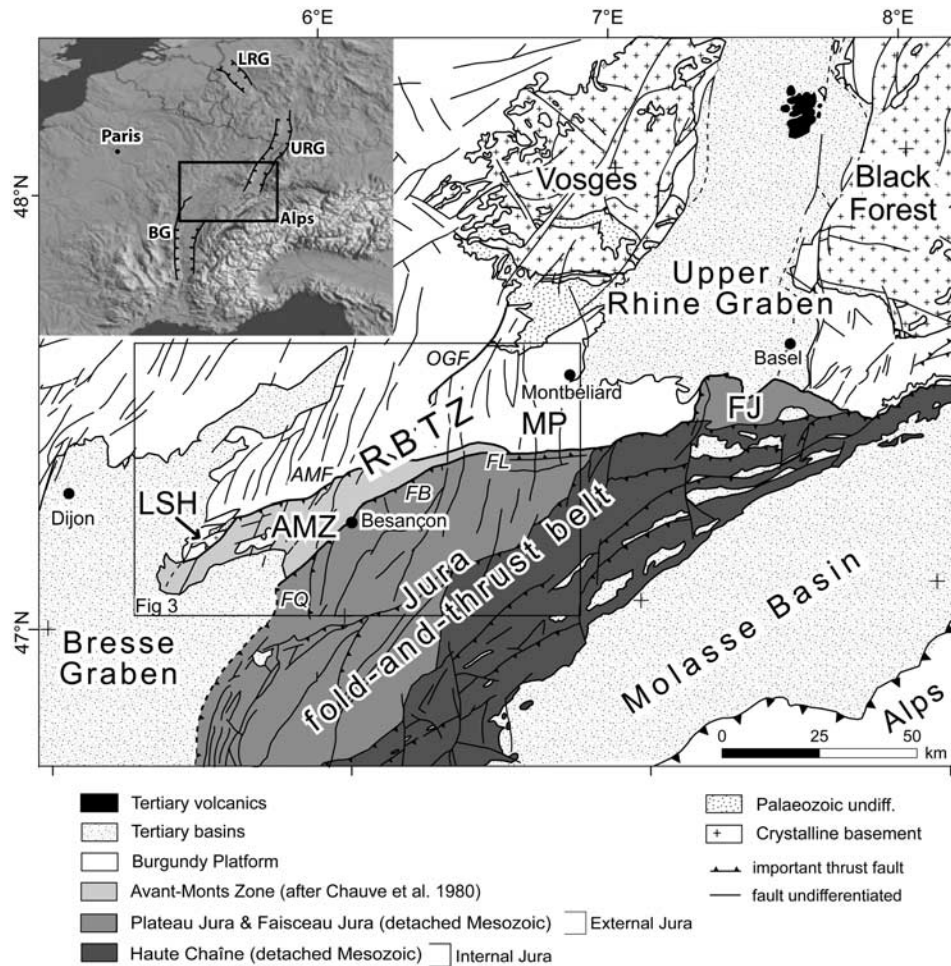 6°E
7°E
8°E
48°N
47°N
LRG
Paris
URG
BG
Alps
Vosges
Black
Forest
Upper
Rhine Graben
OGF
Basel
Montbéliard
RBTZ
MP
FJ
AMF
FL
FB
Dijon
LSH
AMZ
Besançon
Jura
fold-and-thrust belt
FQ
Fig 3
Bresse
Graben
Molasse Basin
Alps
0 25 50
km
Tertiary volcanics
Tertiary basins
Burgundy Platform
Avant-Monts Zone (after Chauve et al. 1980)
Plateau Jura & Faisceau Jura (detached Mesozoic) External Jura
Haute Chaîne (detached Mesozoic) Internal Jura
Palaeozoic undiff.
Crystalline basement
important thrust fault
fault undifferentiated